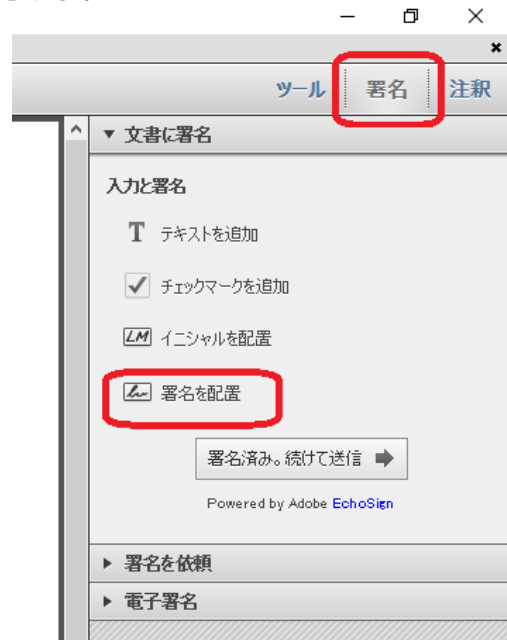 ツール 署名 注釈
▼ 文書に署名
入力と署名
T テキストを追加
チェックマークを追加
LM イニシャルを配置
署名を配置
署名済み。続けて送信
Powered by Adobe EchoSign
▶ 署名を依頼
▶ 電子署名